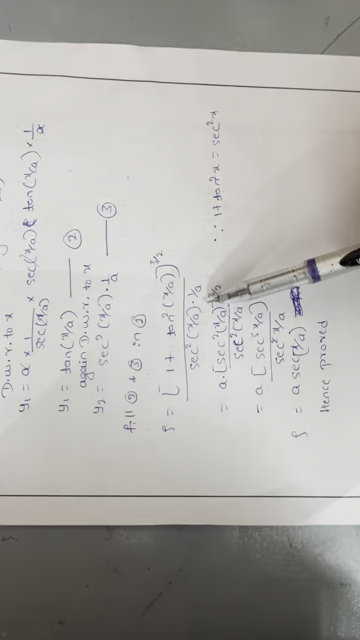 D.w.r. to x
y₁ = a × 1/sec(x/a) × sec(x/a) tan(x/a) × 1/a
y₁ = tan(x/a) —— ②
again D.w.r. to x
y₂ = sec²(x/a) · 1/a —— ③
fill ② + ③ in ①
ρ = [1 + tan²(x/a)]^3/2 / sec²(x/a) · 1/a
= a · [sec²(x/a)]^3/2 / sec²(x/a) ∵ 1 + tan²x = sec²x
= a [sec³(x/a)] / sec²x/a
ρ = a sec(x/a)
Hence proved